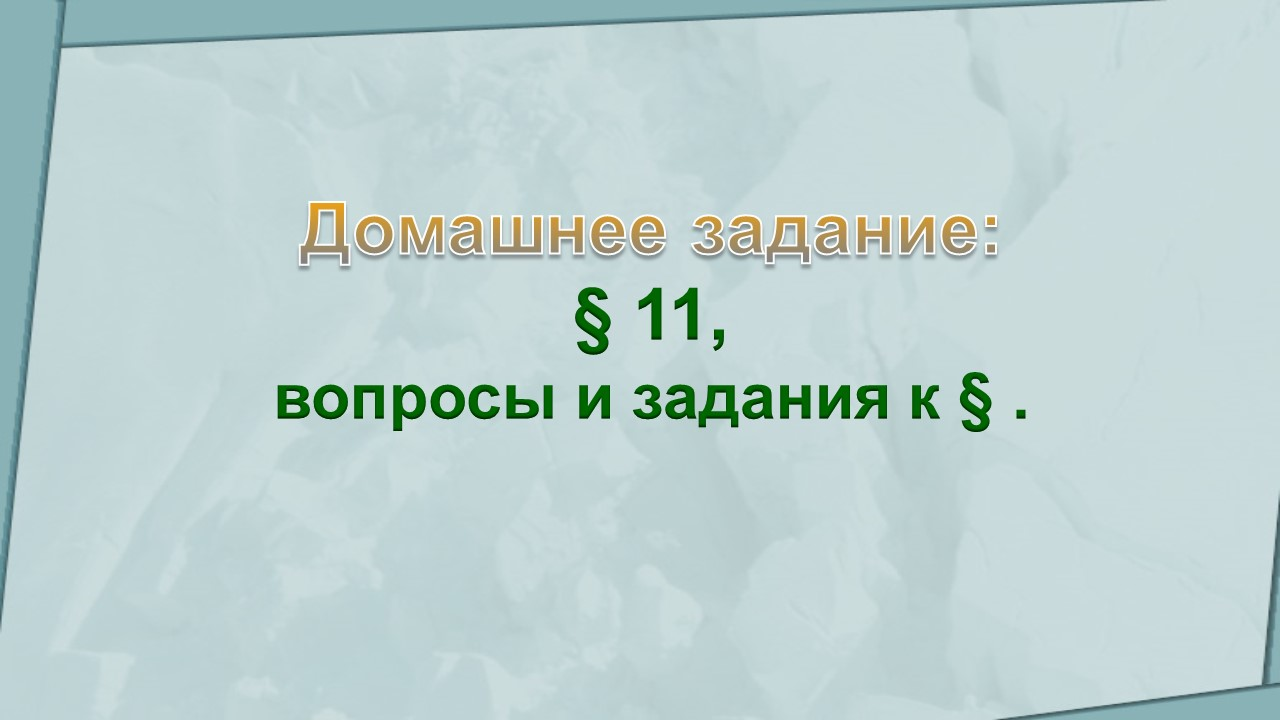 Домашнее задание:
§ 11,
вопросы и задания к § .